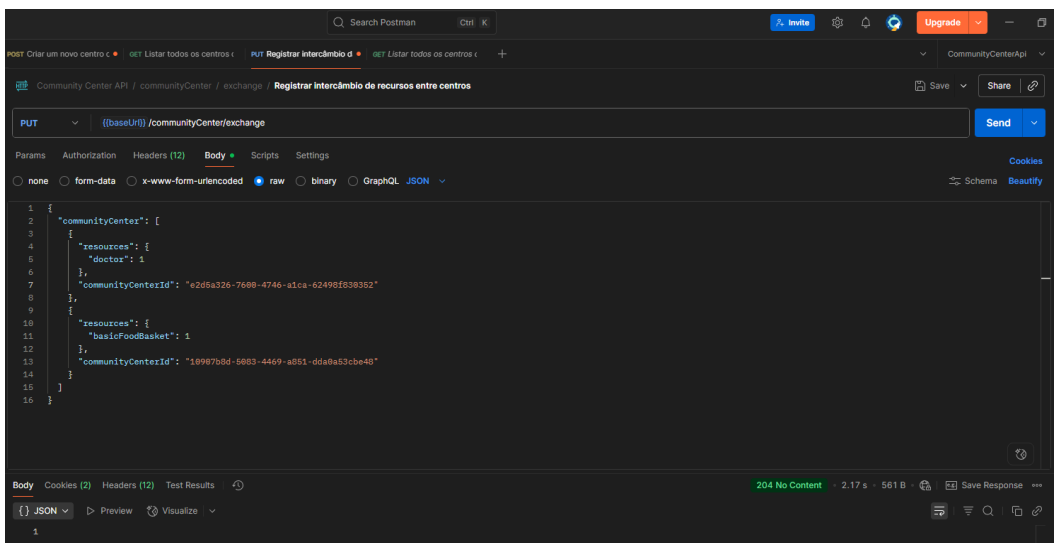 Search Postman Ctrl K Invite Upgrade
POST Criar um novo centro c GET Listar todos os centros c PUT Registrar intercâmbio d GET Listar todos os centros c CommunityCenterApi
HTTP Community Center API / communityCenter / exchange / Registrar intercâmbio de recursos entre centros Save Share
PUT {{baseUrl}} /communityCenter/exchange Send
Params Authorization Headers (12) Body Scripts Settings Cookies
none form-data x-www-form-urlencoded raw binary GraphQL JSON Schema Beautify
1 {
2 "communityCenter": [
3 {
4 "resources": {
5 "doctor": 1
6 },
7 "communityCenterId": "e2d5a326-7600-4746-a1ca-62498f830352"
8 },
9 {
10 "resources": {
11 "basicFoodBasket": 1
12 },
13 "communityCenterId": "10907b8d-5083-4469-a851-dda0a53cbe48"
14 }
15 ]
16 }
Body Cookies (2) Headers (12) Test Results 204 No Content 2.17 s 561 B Save Response
{} JSON Preview Visualize
1